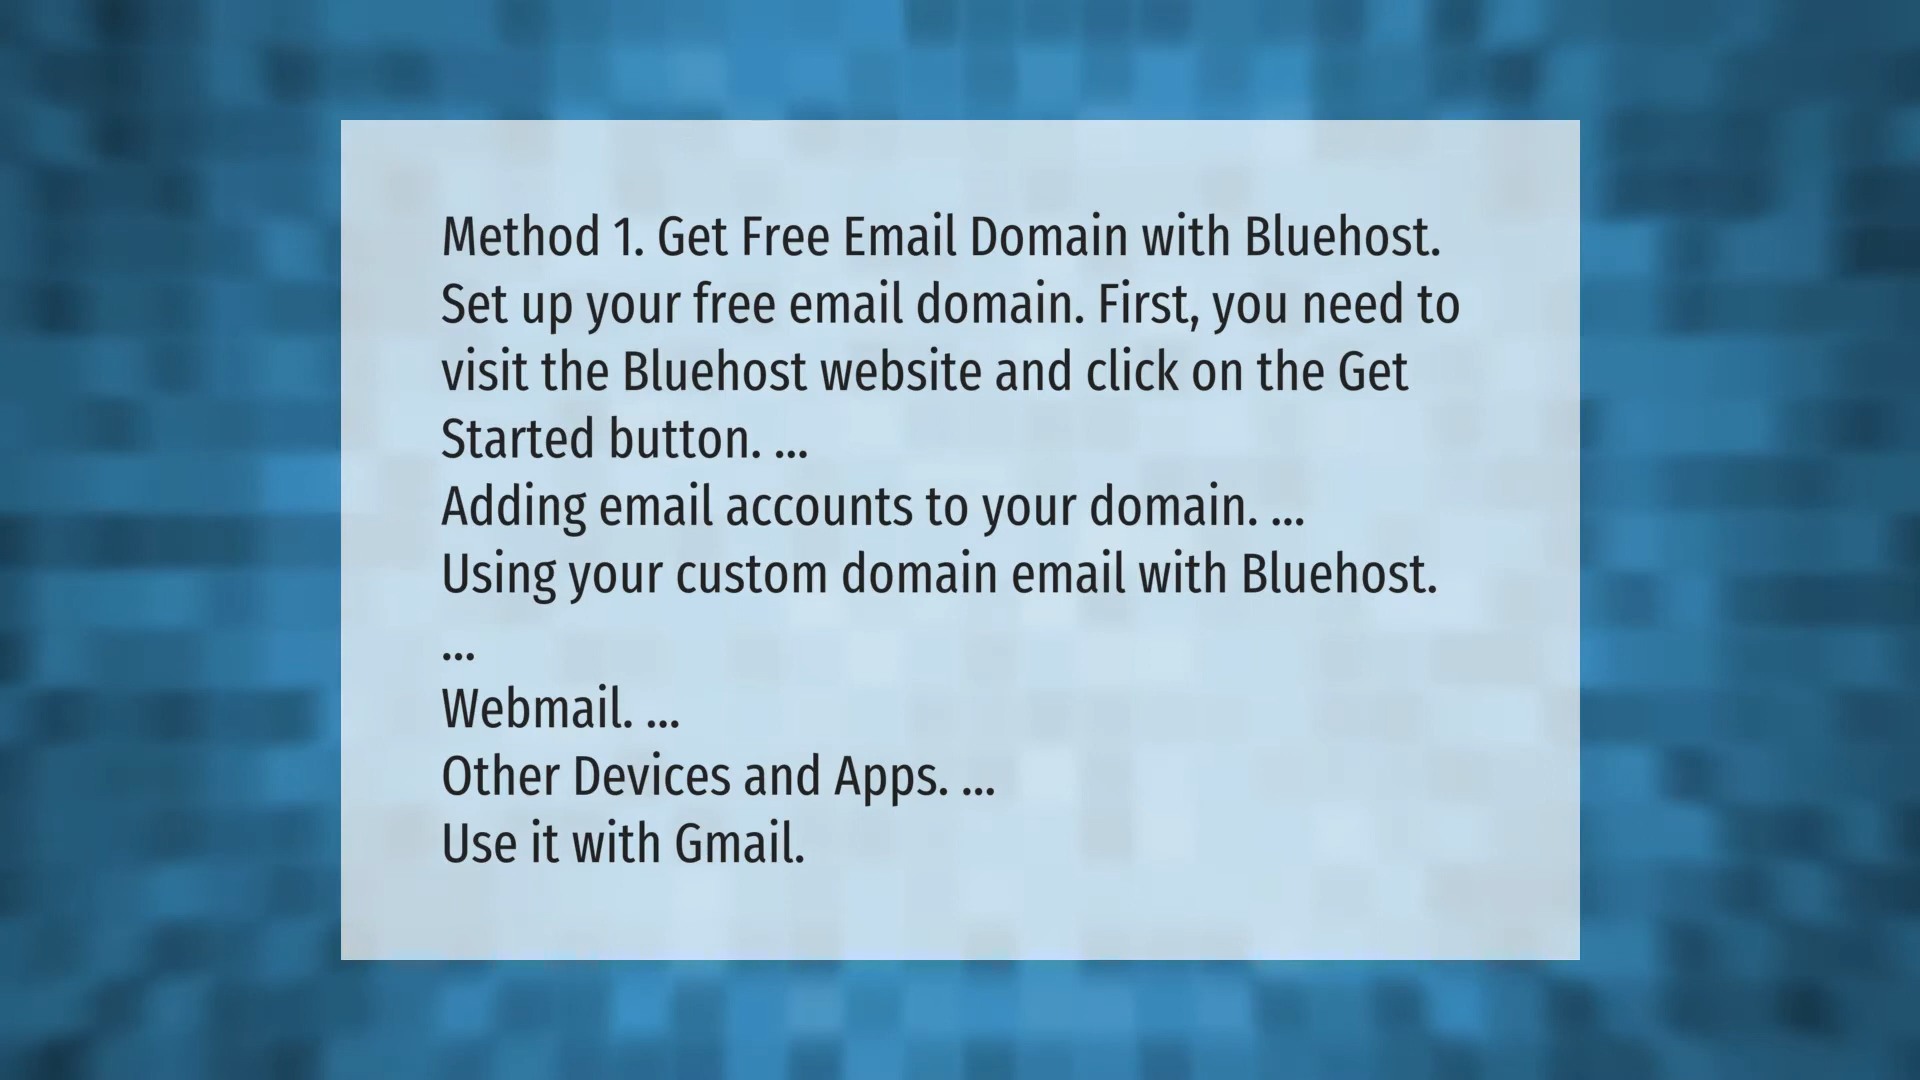 Method 1. Get Free Email Domain with Bluehost.
Set up your free email domain. First, you need to
visit the Bluehost website and click on the Get
Started button. ...
Adding email accounts to your domain. ...
Using your custom domain email with Bluehost.
...
Webmail. ...
Other Devices and Apps. ...
Use it with Gmail.